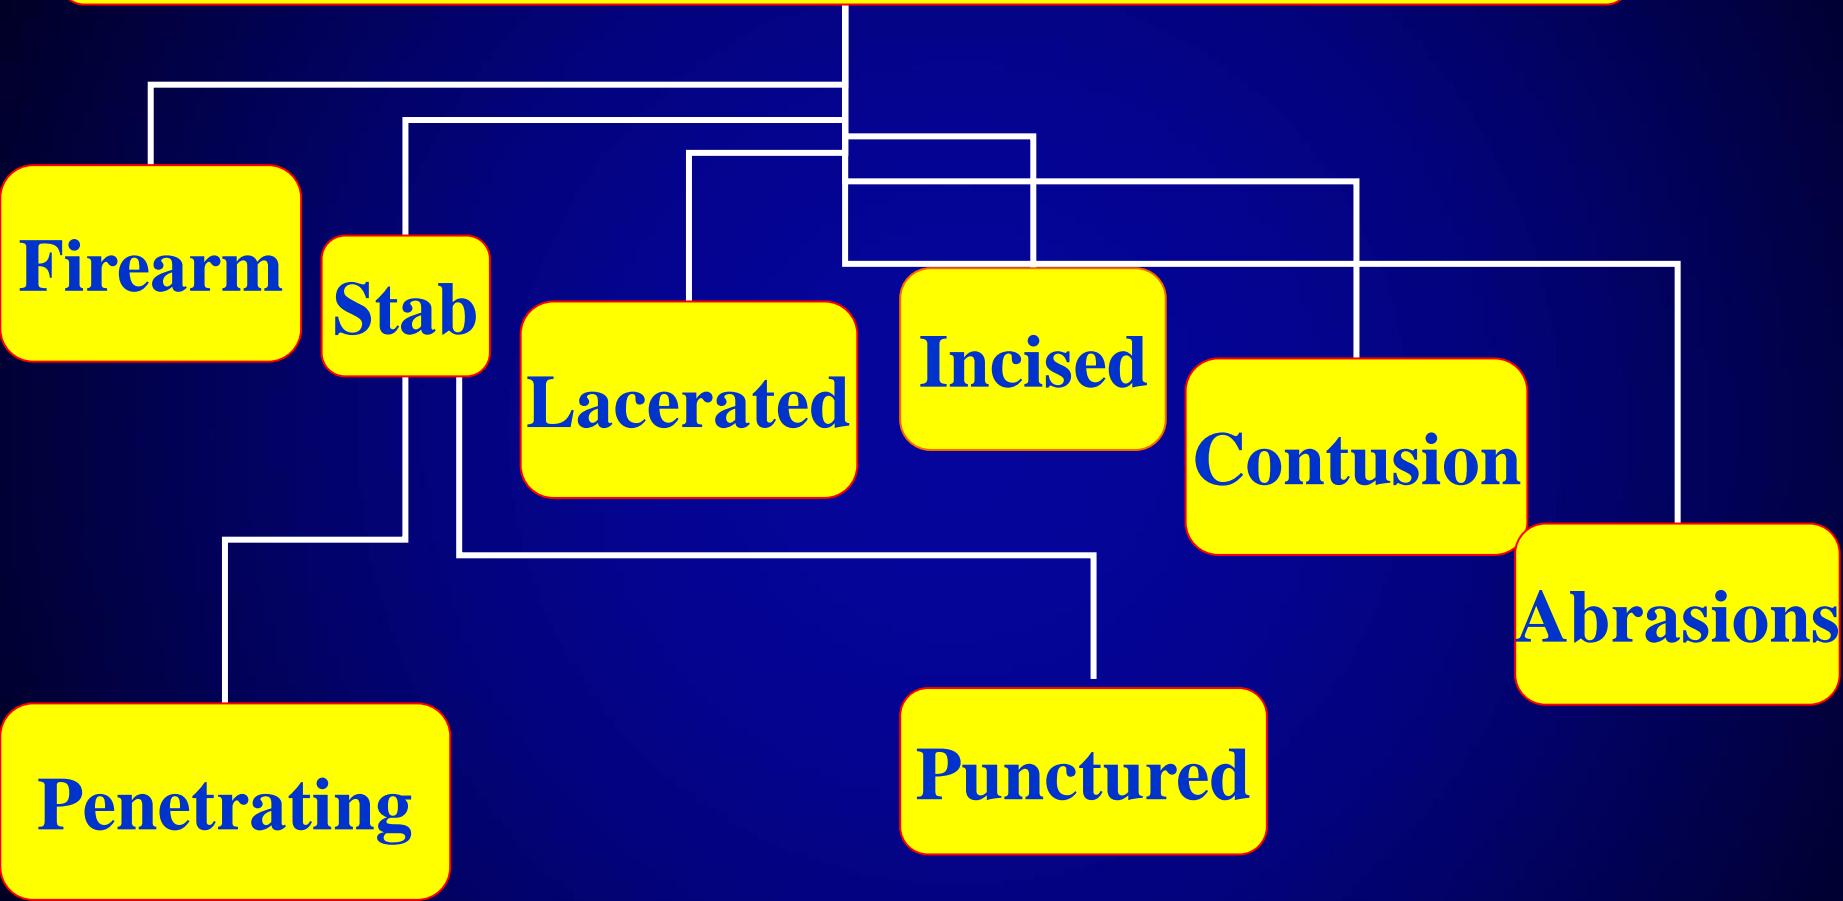 Firearm
Stab
Lacerated
Incised
Contusion
Abrasions
Penetrating
Punctured